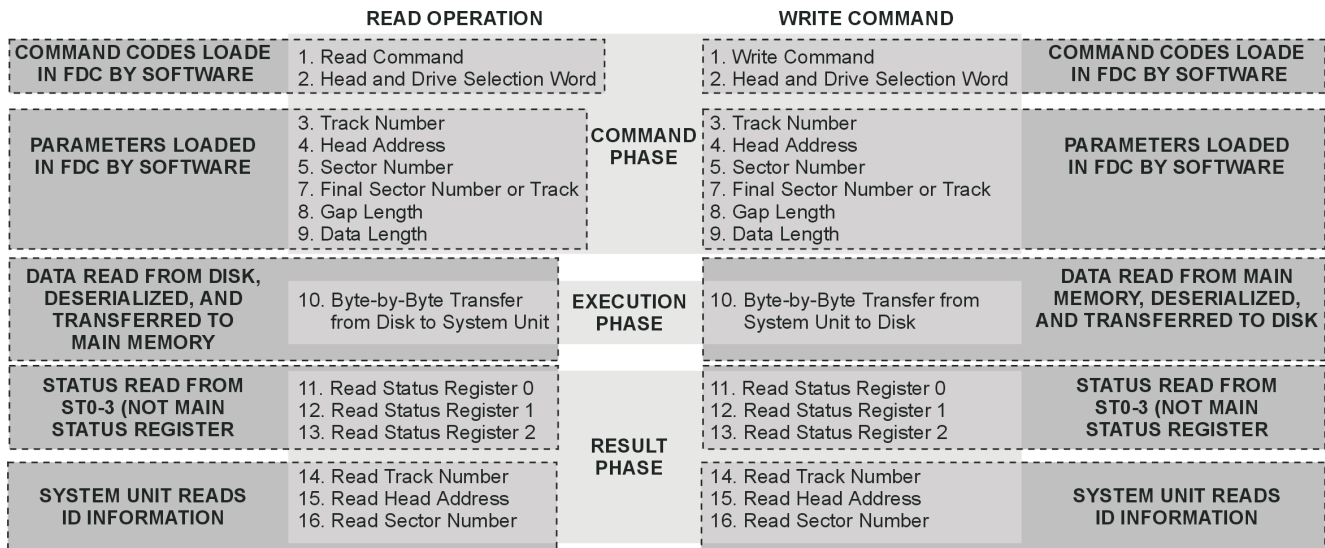 READ OPERATION
WRITE COMMAND
COMMAND CODES LOADE
IN FDC BY SOFTWARE
1. Read Command
2. Head and Drive Selection Word
1. Write Command
2. Head and Drive Selection Word
COMMAND CODES LOADE
IN FDC BY SOFTWARE
PARAMETERS LOADED
IN FDC BY SOFTWARE
3. Track Number
4. Head Address
5. Sector Number
7. Final Sector Number or Track
8. Gap Length
9. Data Length
COMMAND
PHASE
3. Track Number
4. Head Address
5. Sector Number
7. Final Sector Number or Track
8. Gap Length
9. Data Length
PARAMETERS LOADED
IN FDC BY SOFTWARE
DATA READ FROM DISK,
DESERIALIZED, AND
TRANSFERRED TO
MAIN MEMORY
10. Byte-by-Byte Transfer
from Disk to System Unit
EXECUTION
PHASE
10. Byte-by-Byte Transfer from
System Unit to Disk
DATA READ FROM MAIN
MEMORY, DESERIALIZED,
AND TRANSFERRED TO DISK
STATUS READ FROM
ST0-3 (NOT MAIN
STATUS REGISTER
11. Read Status Register 0
12. Read Status Register 1
13. Read Status Register 2
RESULT
PHASE
11. Read Status Register 0
12. Read Status Register 1
13. Read Status Register 2
STATUS READ FROM
ST0-3 (NOT MAIN
STATUS REGISTER
SYSTEM UNIT READS
ID INFORMATION
14. Read Track Number
15. Read Head Address
16. Read Sector Number
14. Read Track Number
15. Read Head Address
16. Read Sector Number
SYSTEM UNIT READS
ID INFORMATION